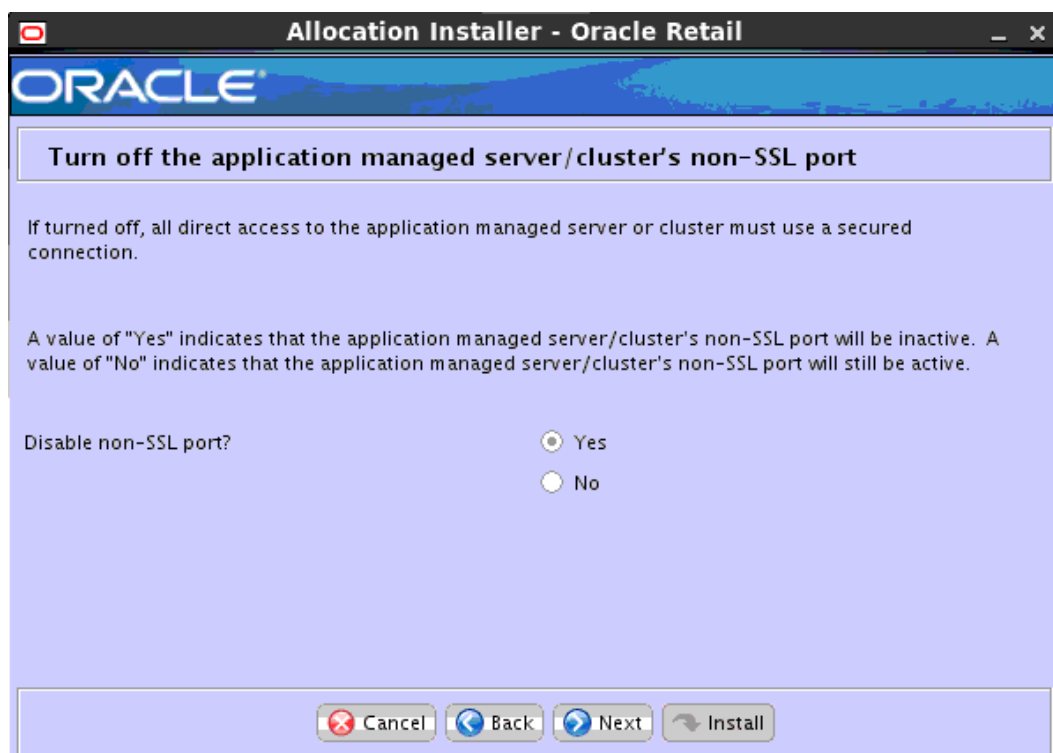 Allocation Installer - Oracle Retail
ORACLE
Turn off the application managed server/cluster's non-SSL port
If turned off, all direct access to the application managed server or cluster must use a secured
connection.
A value of "Yes" indicates that the application managed server/cluster's non-SSL port will be inactive. A
value of "No" indicates that the application managed server/cluster's non-SSL port will still be active.
Disable non-SSL port?
Yes
No
Cancel Back Next Install